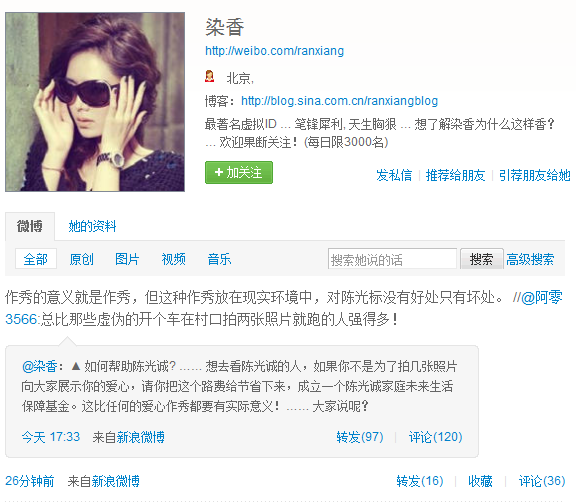 染香
http://weibo.com/ranxiang
北京,
博客：http://blog.sina.com.cn/ranxiangblog
最著名虚拟ID … 笔锋犀利, 天生胸狠 … 想了解染香为什么这样香?
… 欢迎果断关注！(每日限3000名)
+ 加关注 发私信 | 推荐给朋友 | 引荐朋友给她
微博 她的资料
全部 原创 图片 视频 音乐 搜索她说的话 搜索 高级搜索
作秀的意义就是作秀，但这种作秀放在现实环境中，对陈光标没有好处只有坏处。 //@阿零
3566:总比那些虚伪的开个车在村口拍两张照片就跑的人强得多！
@染香：▲ 如何帮助陈光诚? …… 想去看陈光诚的人，如果你不是为了拍几张照片
向大家展示你的爱心，请你把这个路费给节省下来，成立一个陈光诚家庭未来生活
保障基金。这比任何的爱心作秀都要有实际意义！…… 大家说呢？
今天 17:33 来自新浪微博 转发(97) | 评论(120)
26分钟前 来自新浪微博 转发(16) | 收藏 | 评论(36)